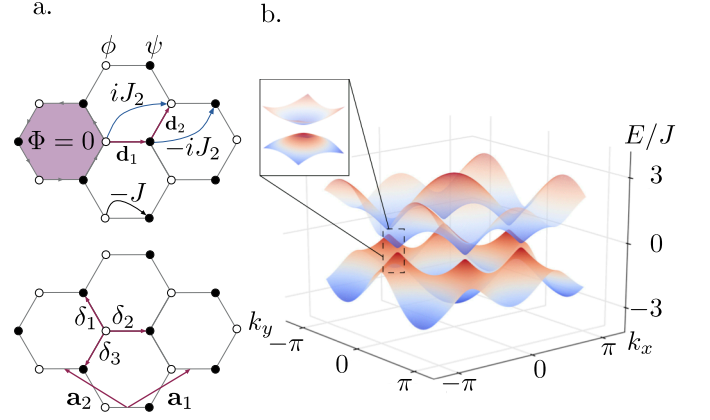 a.
b.
ϕ ψ
iJ₂
Φ = 0
d₁
d₂
−iJ₂
−J
δ₁
δ₂
δ₃
a₂
a₁
E/J
3
0
−3
k_y
−π
0
π
−π
0
π
k_x